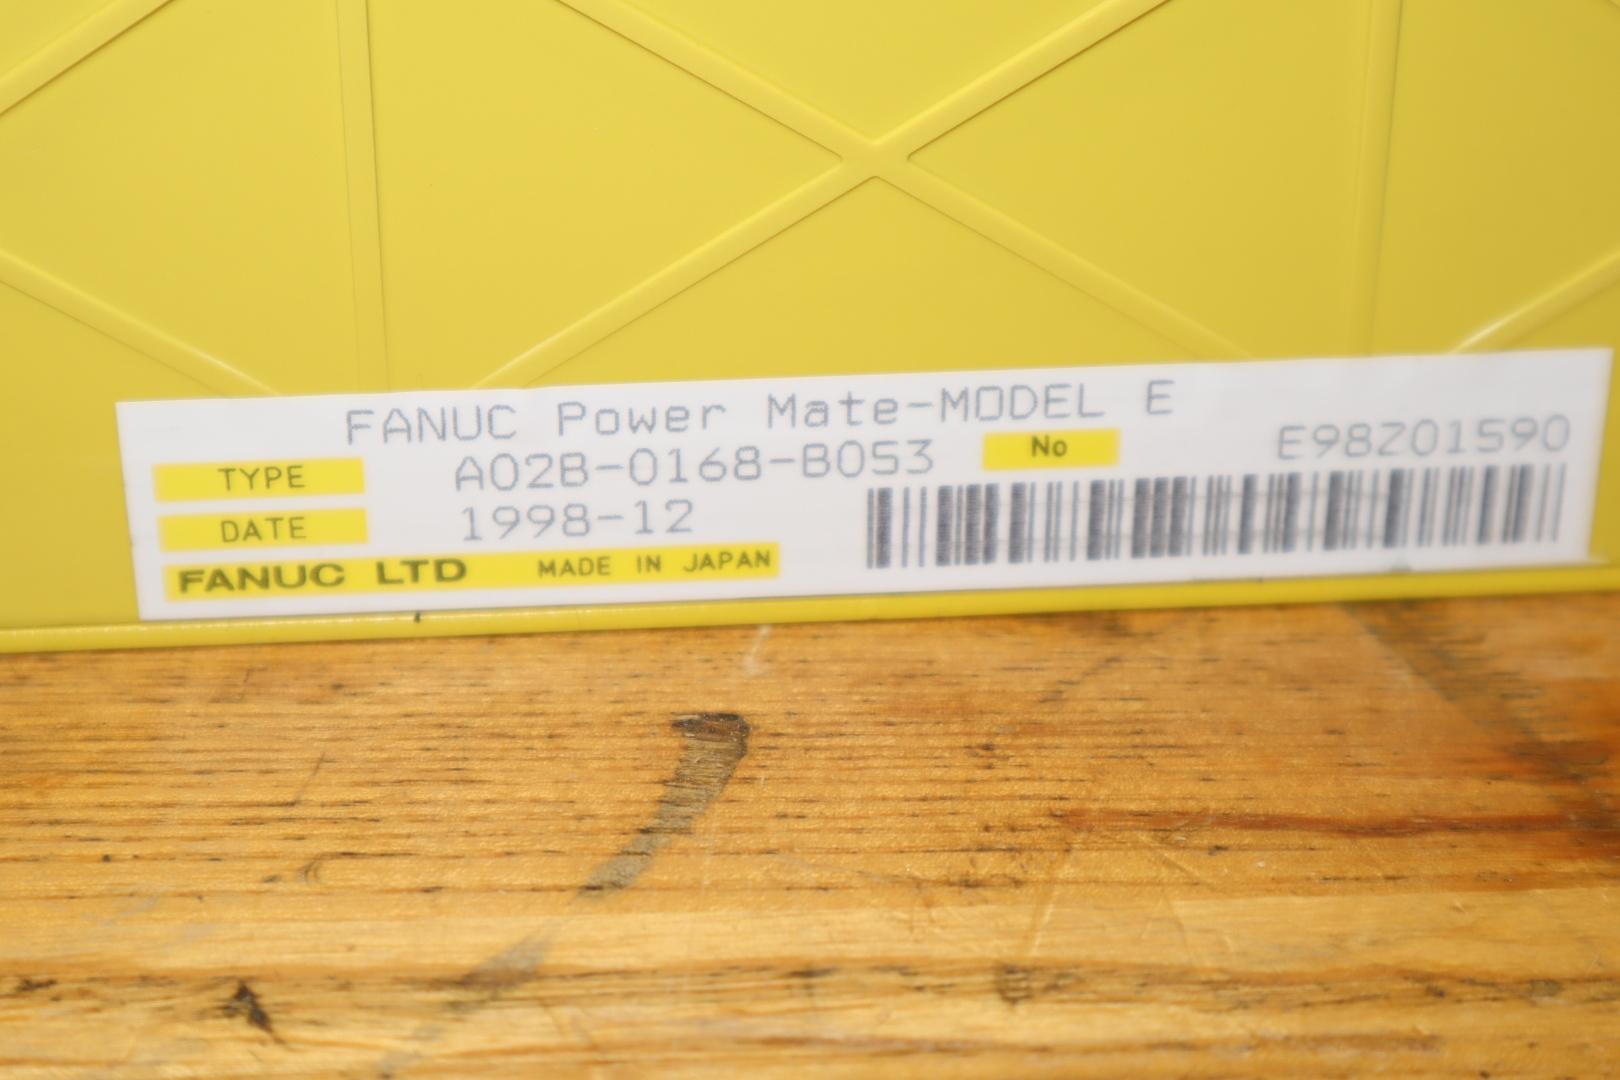 FANUC Power Mate-MODEL E
TYPE A02B-0168-B053 No E98Z01590
DATE 1998-12
FANUC LTD MADE IN JAPAN